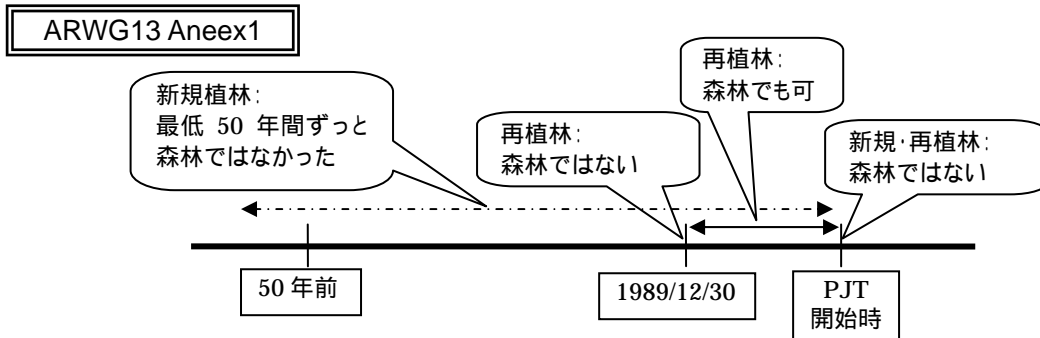 ARWG13 Aneex1
新規植林:
最低 50 年間ずっと
森林ではなかった
再植林:
森林ではない
再植林:
森林でも可
新規・再植林:
森林ではない
50 年前
1989/12/30
PJT
開始時